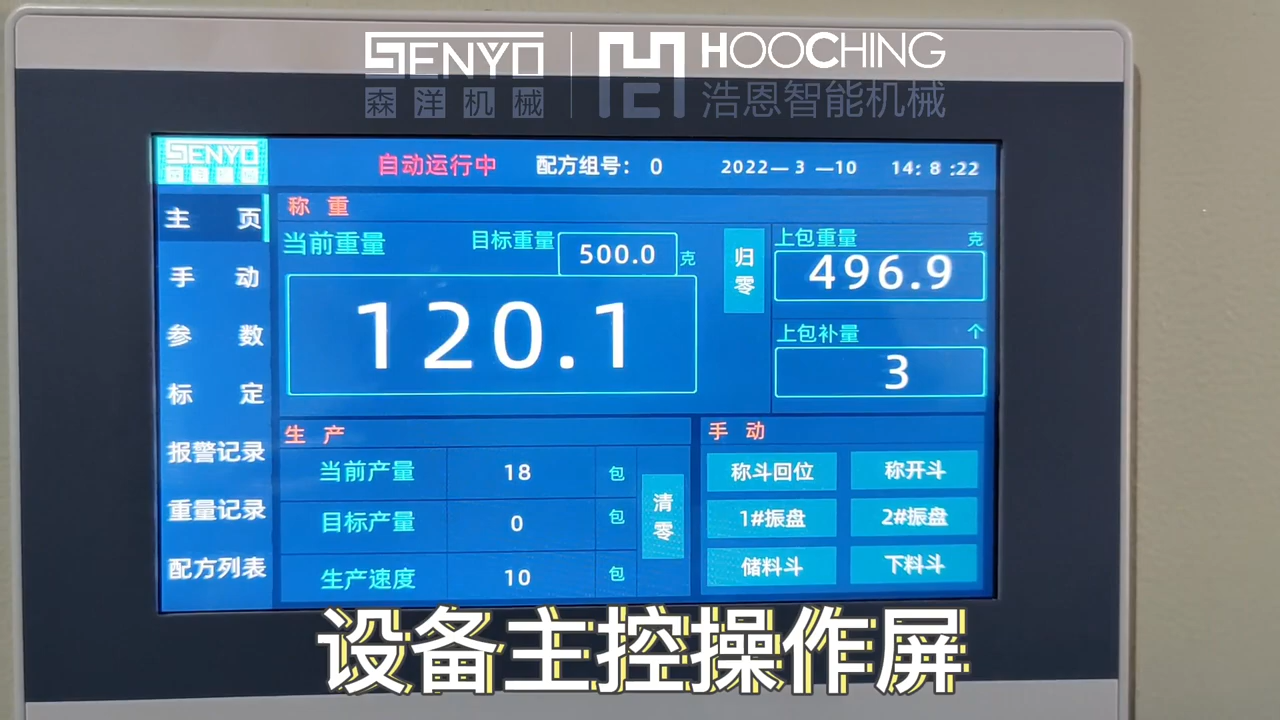 SENYO HOOCHING
森洋机械 浩恩智能机械
SENYO 自动运行中 配方组号： 0 2022— 3 —10 14: 8 :22
主 页
手 动
参 数
标 定
报警记录
重量记录
配方列表
称 重
当前重量 目标重量 500.0 克
120.1
归零
上包重量 克
496.9
上包补量 个
3
生 产
当前产量 18 包
目标产量 0 包
生产速度 10 包
清零
手 动
称斗回位 称开斗
1#振盘 2#振盘
储料斗 下料斗
设备主控操作屏